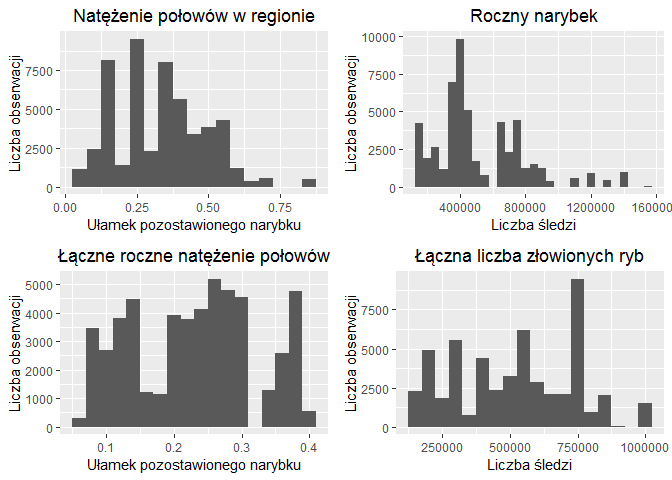 Natężenie połowów w regionie
Liczba obserwacji
7500
5000
2500
0
0.00 0.25 0.50 0.75
Ułamek pozostawionego narybku
Roczny narybek
Liczba obserwacji
10000
7500
5000
2500
0
400000 800000 1200000 1600000
Liczba śledzi
Łączne roczne natężenie połowów
Liczba obserwacji
5000
4000
3000
2000
1000
0
0.1 0.2 0.3 0.4
Ułamek pozostawionego narybku
Łączna liczba złowionych ryb
Liczba obserwacji
7500
5000
2500
0
250000 500000 750000 1000000
Liczba śledzi